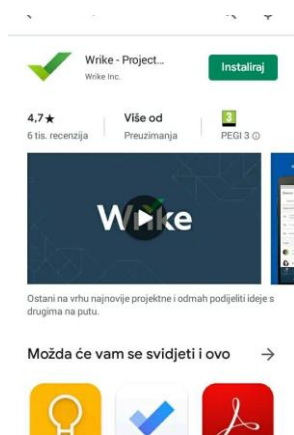 Wrike - Project...
Wrike Inc.
Instaliraj
4,7★
6 tis. recenzija
Više od
Preuzimanja
3
PEGI 3
Wrike
Ostani na vrhu najnovije projektne i odmah podijeliti ideje s
drugima na putu.
Možda će vam se svidjeti i ovo